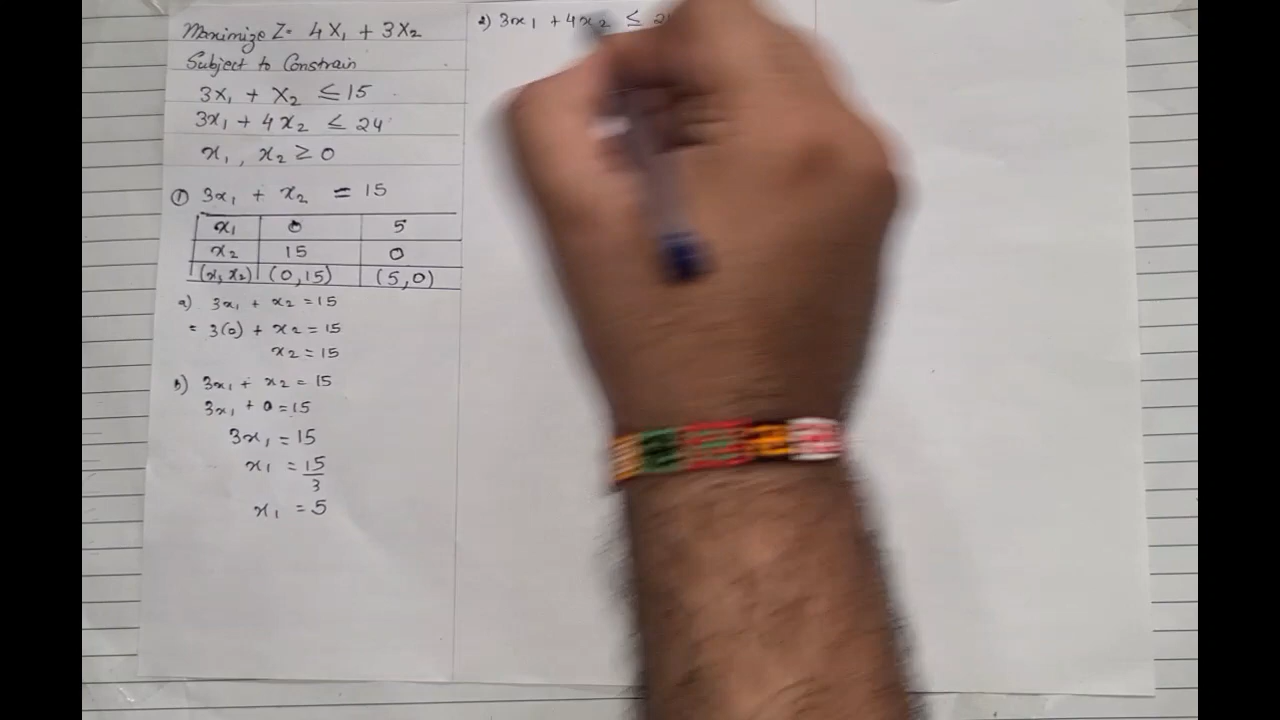 Maximize Z= 4X₁ + 3X₂
Subject to Constrain
3X₁ + X₂ ≤ 15
3x₁ + 4x₂ ≤ 24
x₁, x₂ ≥ 0
① 3x₁ + x₂ = 15
x₁ 0 5
x₂ 15 0
(x₁ x₂) (0,15) (5,0)
a) 3x₁ + x₂ = 15
= 3(0) + x₂ = 15
x₂ = 15
b) 3x₁ + x₂ = 15
3x₁ + 0 = 15
3x₁ = 15
x₁ = 15/3
x₁ = 5
2) 3x₁ + 4x₂ ≤